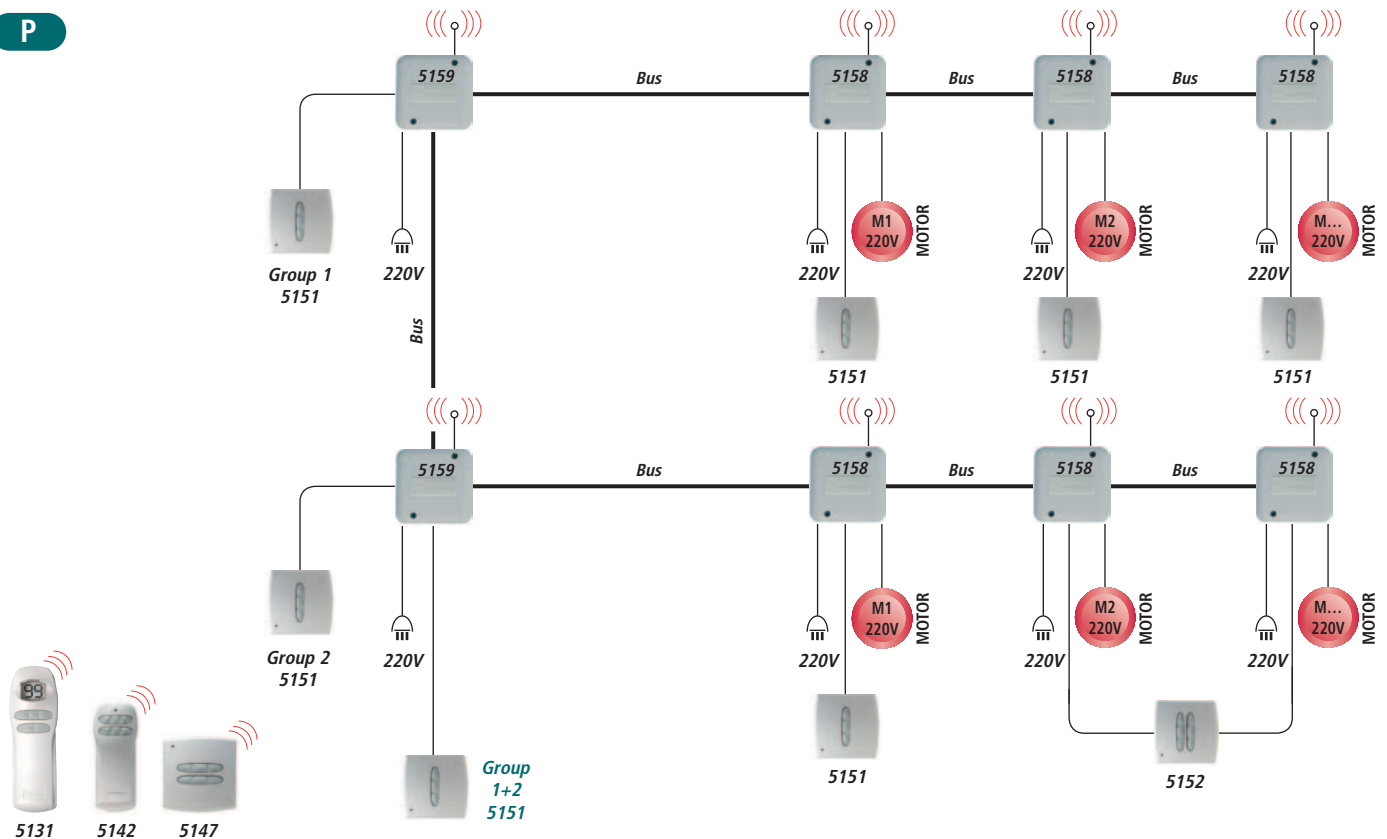 P
5159
Bus
5158
Bus
5158
Bus
5158
Group 1
5151
220V
Bus
220V
M1
220V
MOTOR
5151
220V
M2
220V
MOTOR
5151
220V
M...
220V
MOTOR
5151
5159
Bus
5158
Bus
5158
Bus
5158
Group 2
5151
220V
Group
1+2
5151
220V
M1
220V
MOTOR
5151
220V
M2
220V
MOTOR
220V
M...
220V
MOTOR
5152
99
5131
5142
5147